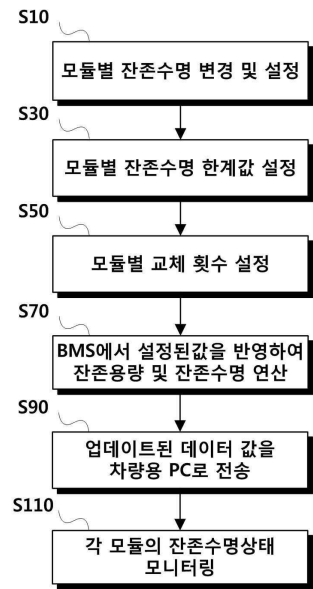 S10
모듈별 잔존수명 변경 및 설정
S30
모듈별 잔존수명 한계값 설정
S50
모듈별 교체 횟수 설정
S70
BMS에서 설정된값을 반영하여
잔존용량 및 잔존수명 연산
S90
업데이트된 데이터 값을
차량용 PC로 전송
S110
각 모듈의 잔존수명상태
모니터링